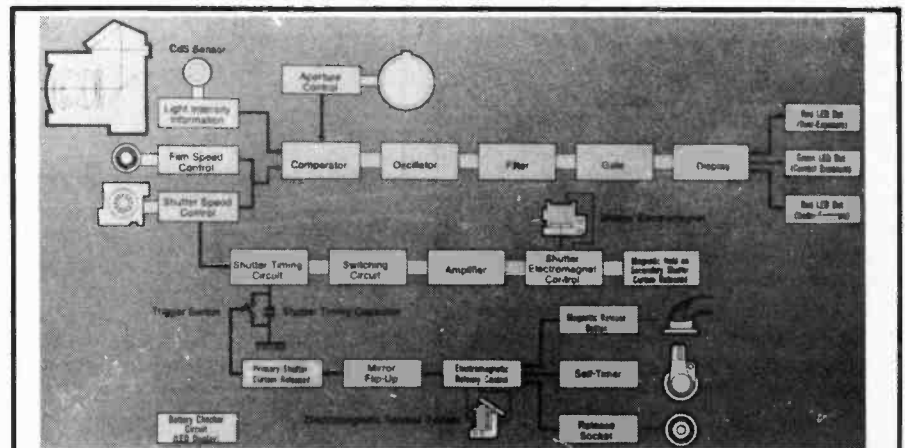 CdS Sensor
Aperture
Control
Light Intensity
Information
Film Speed
Control
Comparator
Oscillator
Filter
Gate
Display
Red LED Dot
(Over-Exposure)
Green LED Dot
(Correct Exposure)
Red LED Dot
(Under-Exposure)
Shutter Speed
Control
Shutter Electromagnet
Shutter Timing
Circuit
Switching
Circuit
Amplifier
Shutter
Electromagnet
Control
Magnetic Hold on
Secondary Shutter
Curtain Released
Trigger Switch
Shutter Timing Capacitor
Magnetic Release
Button
Primary Shutter
Curtain Released
Mirror
Flip-Up
Electromagnetic
Release Control
Self-Timer
Electromagnetic Release
Release
Socket
Battery Checker
Circuit
(LED Display)